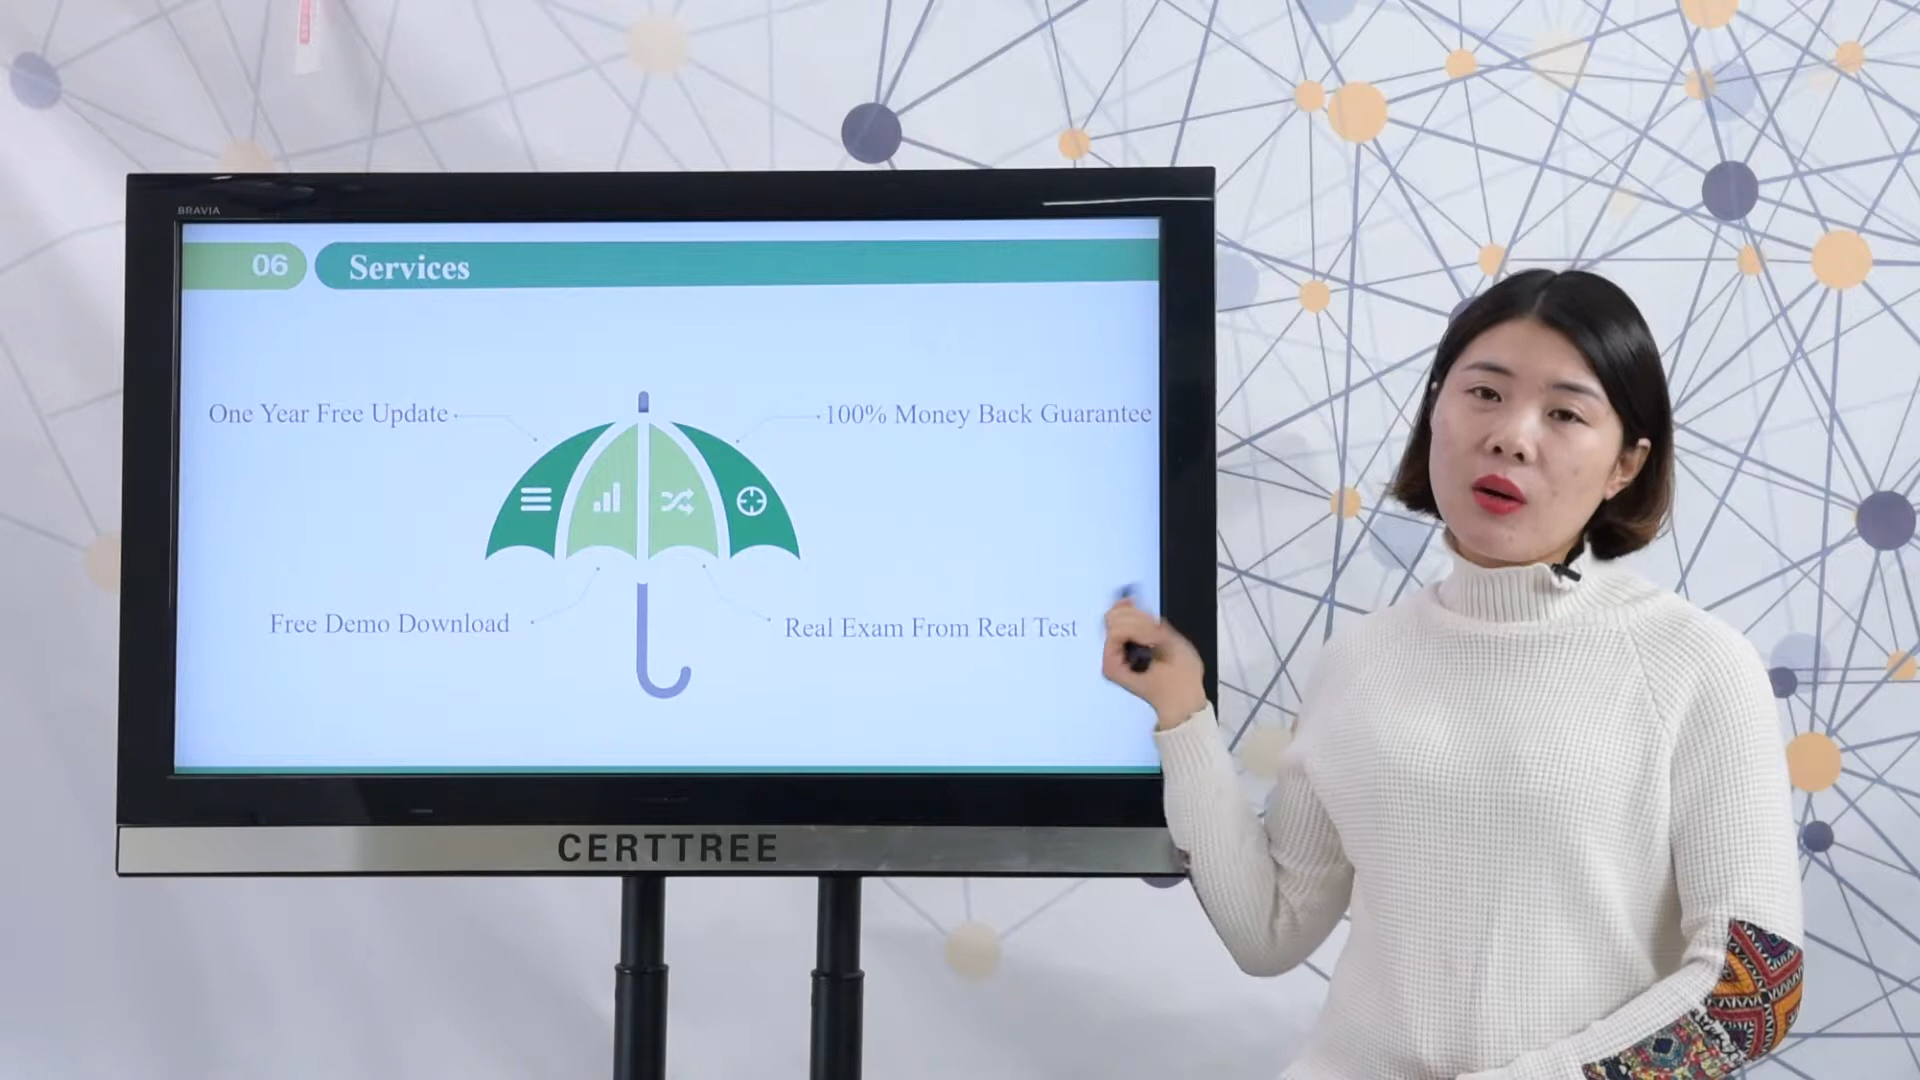 BRAVIA
06 Services
One Year Free Update
100% Money Back Guarantee
Free Demo Download
Real Exam From Real Test
CERTTREE